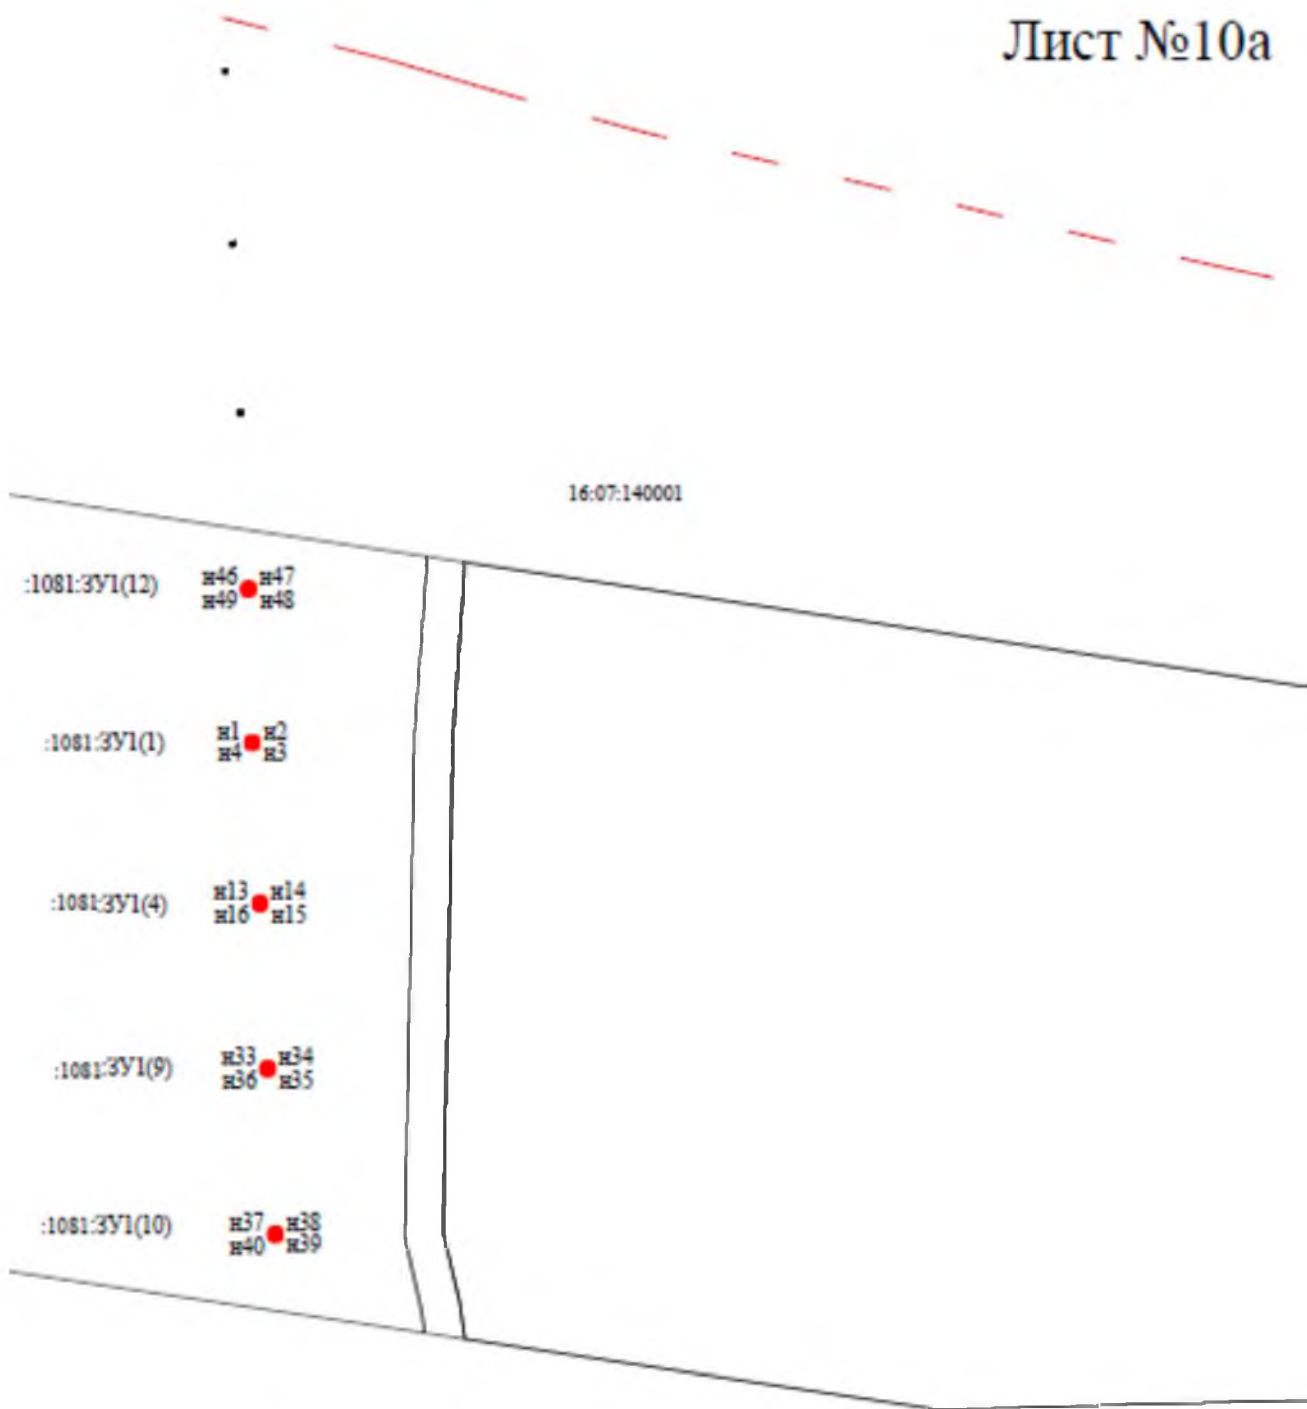 Лист №10а
16:07:140001
:1081:ЗУ1(12) н46 н47
н49 н48
:1081:ЗУ1(1) н1 н2
н4 н3
:1081:ЗУ1(4) н13 н14
н16 н15
:1081:ЗУ1(9) н33 н34
н36 н35
:1081:ЗУ1(10) н37 н38
н40 н39